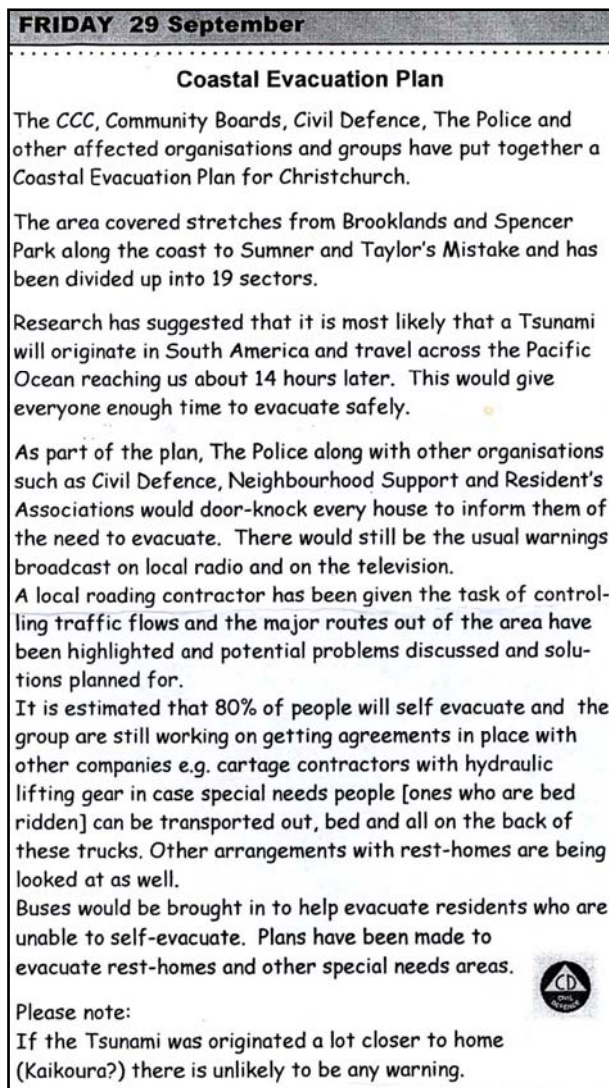 FRIDAY 29 September
Coastal Evacuation Plan
The CCC, Community Boards, Civil Defence, The Police and
other affected organisations and groups have put together a
Coastal Evacuation Plan for Christchurch.
The area covered stretches from Brooklands and Spencer
Park along the coast to Sumner and Taylor's Mistake and has
been divided up into 19 sectors.
Research has suggested that it is most likely that a Tsunami
will originate in South America and travel across the Pacific
Ocean reaching us about 14 hours later. This would give
everyone enough time to evacuate safely.
As part of the plan, The Police along with other organisations
such as Civil Defence, Neighbourhood Support and Resident's
Associations would door-knock every house to inform them of
the need to evacuate. There would still be the usual warnings
broadcast on local radio and on the television.
A local roading contractor has been given the task of control-
ling traffic flows and the major routes out of the area have
been highlighted and potential problems discussed and solu-
tions planned for.
It is estimated that 80% of people will self evacuate and the
group are still working on getting agreements in place with
other companies e.g. cartage contractors with hydraulic
lifting gear in case special needs people [ones who are bed
ridden] can be transported out, bed and all on the back of
these trucks. Other arrangements with rest-homes are being
looked at as well.
Buses would be brought in to help evacuate residents who are
unable to self-evacuate. Plans have been made to
evacuate rest-homes and other special needs areas.
CD
CIVIL
DEFENCE
Please note:
If the Tsunami was originated a lot closer to home
(Kaikoura?) there is unlikely to be any warning.